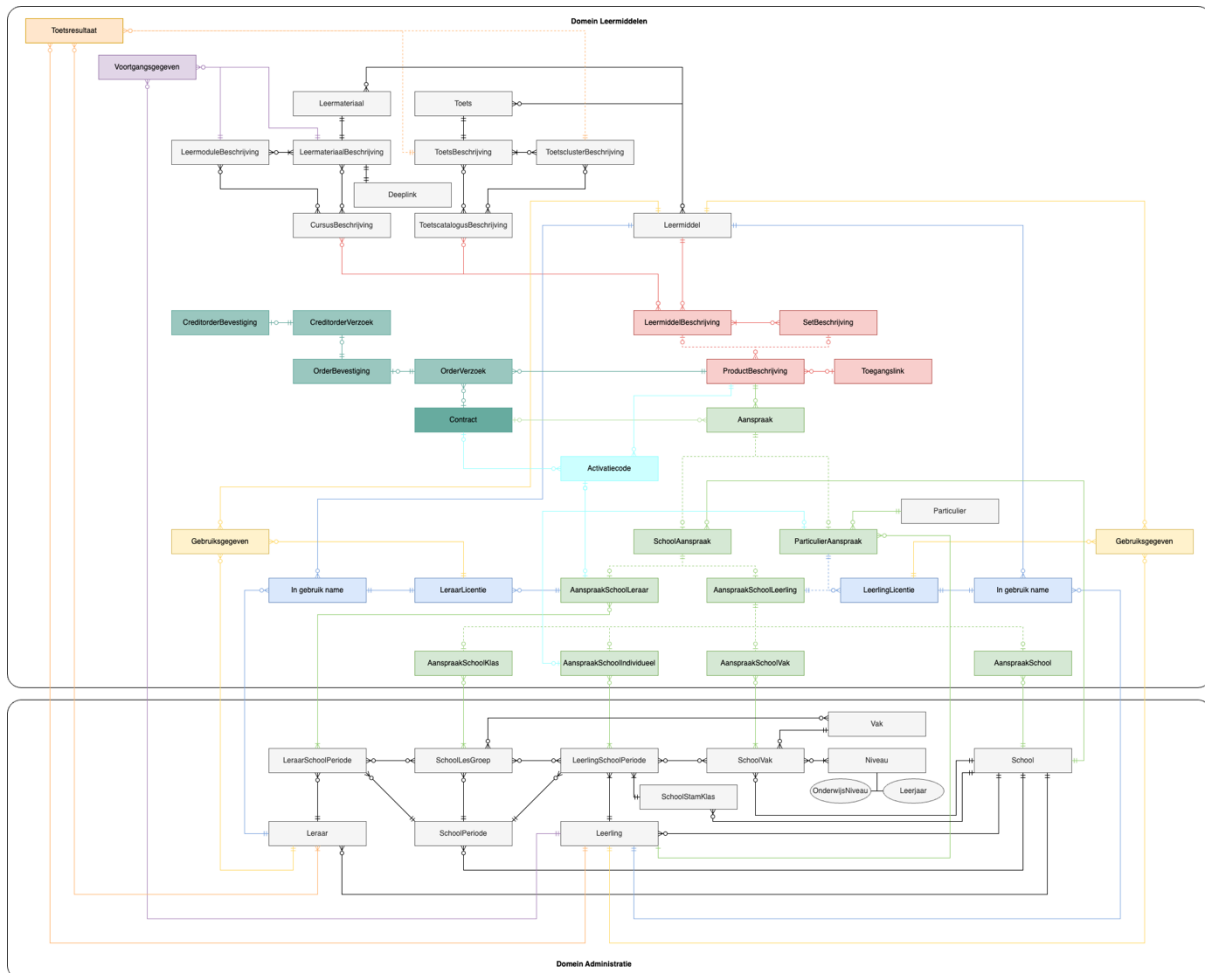 Domein Leermiddelen
Toetsresultaat
Voortgangsgegeven
Leermateriaal
Toets
LeermoduleBeschrijving
LeermateriaalBeschrijving
ToetsBeschrijving
ToetsclusterBeschrijving
Deeplink
CursusBeschrijving
ToetscatalogusBeschrijving
Leermiddel
CreditorderBevestiging
CreditorderVerzoek
LeermiddelBeschrijving
SetBeschrijving
OrderBevestiging
OrderVerzoek
ProductBeschrijving
Toegangslink
Contract
Aanspraak
Activatiecode
Particulier
Gebruiksgegeven
SchoolAanspraak
ParticulierAanspraak
Gebruiksgegeven
In gebruik name
LeraarLicentie
AanspraakSchoolLeraar
AanspraakSchoolLeerling
LeerlingLicentie
In gebruik name
AanspraakSchoolKlas
AanspraakSchoolIndividueel
AanspraakSchoolVak
AanspraakSchool
Vak
LeraarSchoolPeriode
SchoolLesGroep
LeerlingSchoolPeriode
SchoolVak
Niveau
School
OnderwijsNiveau
Leerjaar
SchoolStamKlas
Leraar
SchoolPeriode
Leerling
Domein Administratie